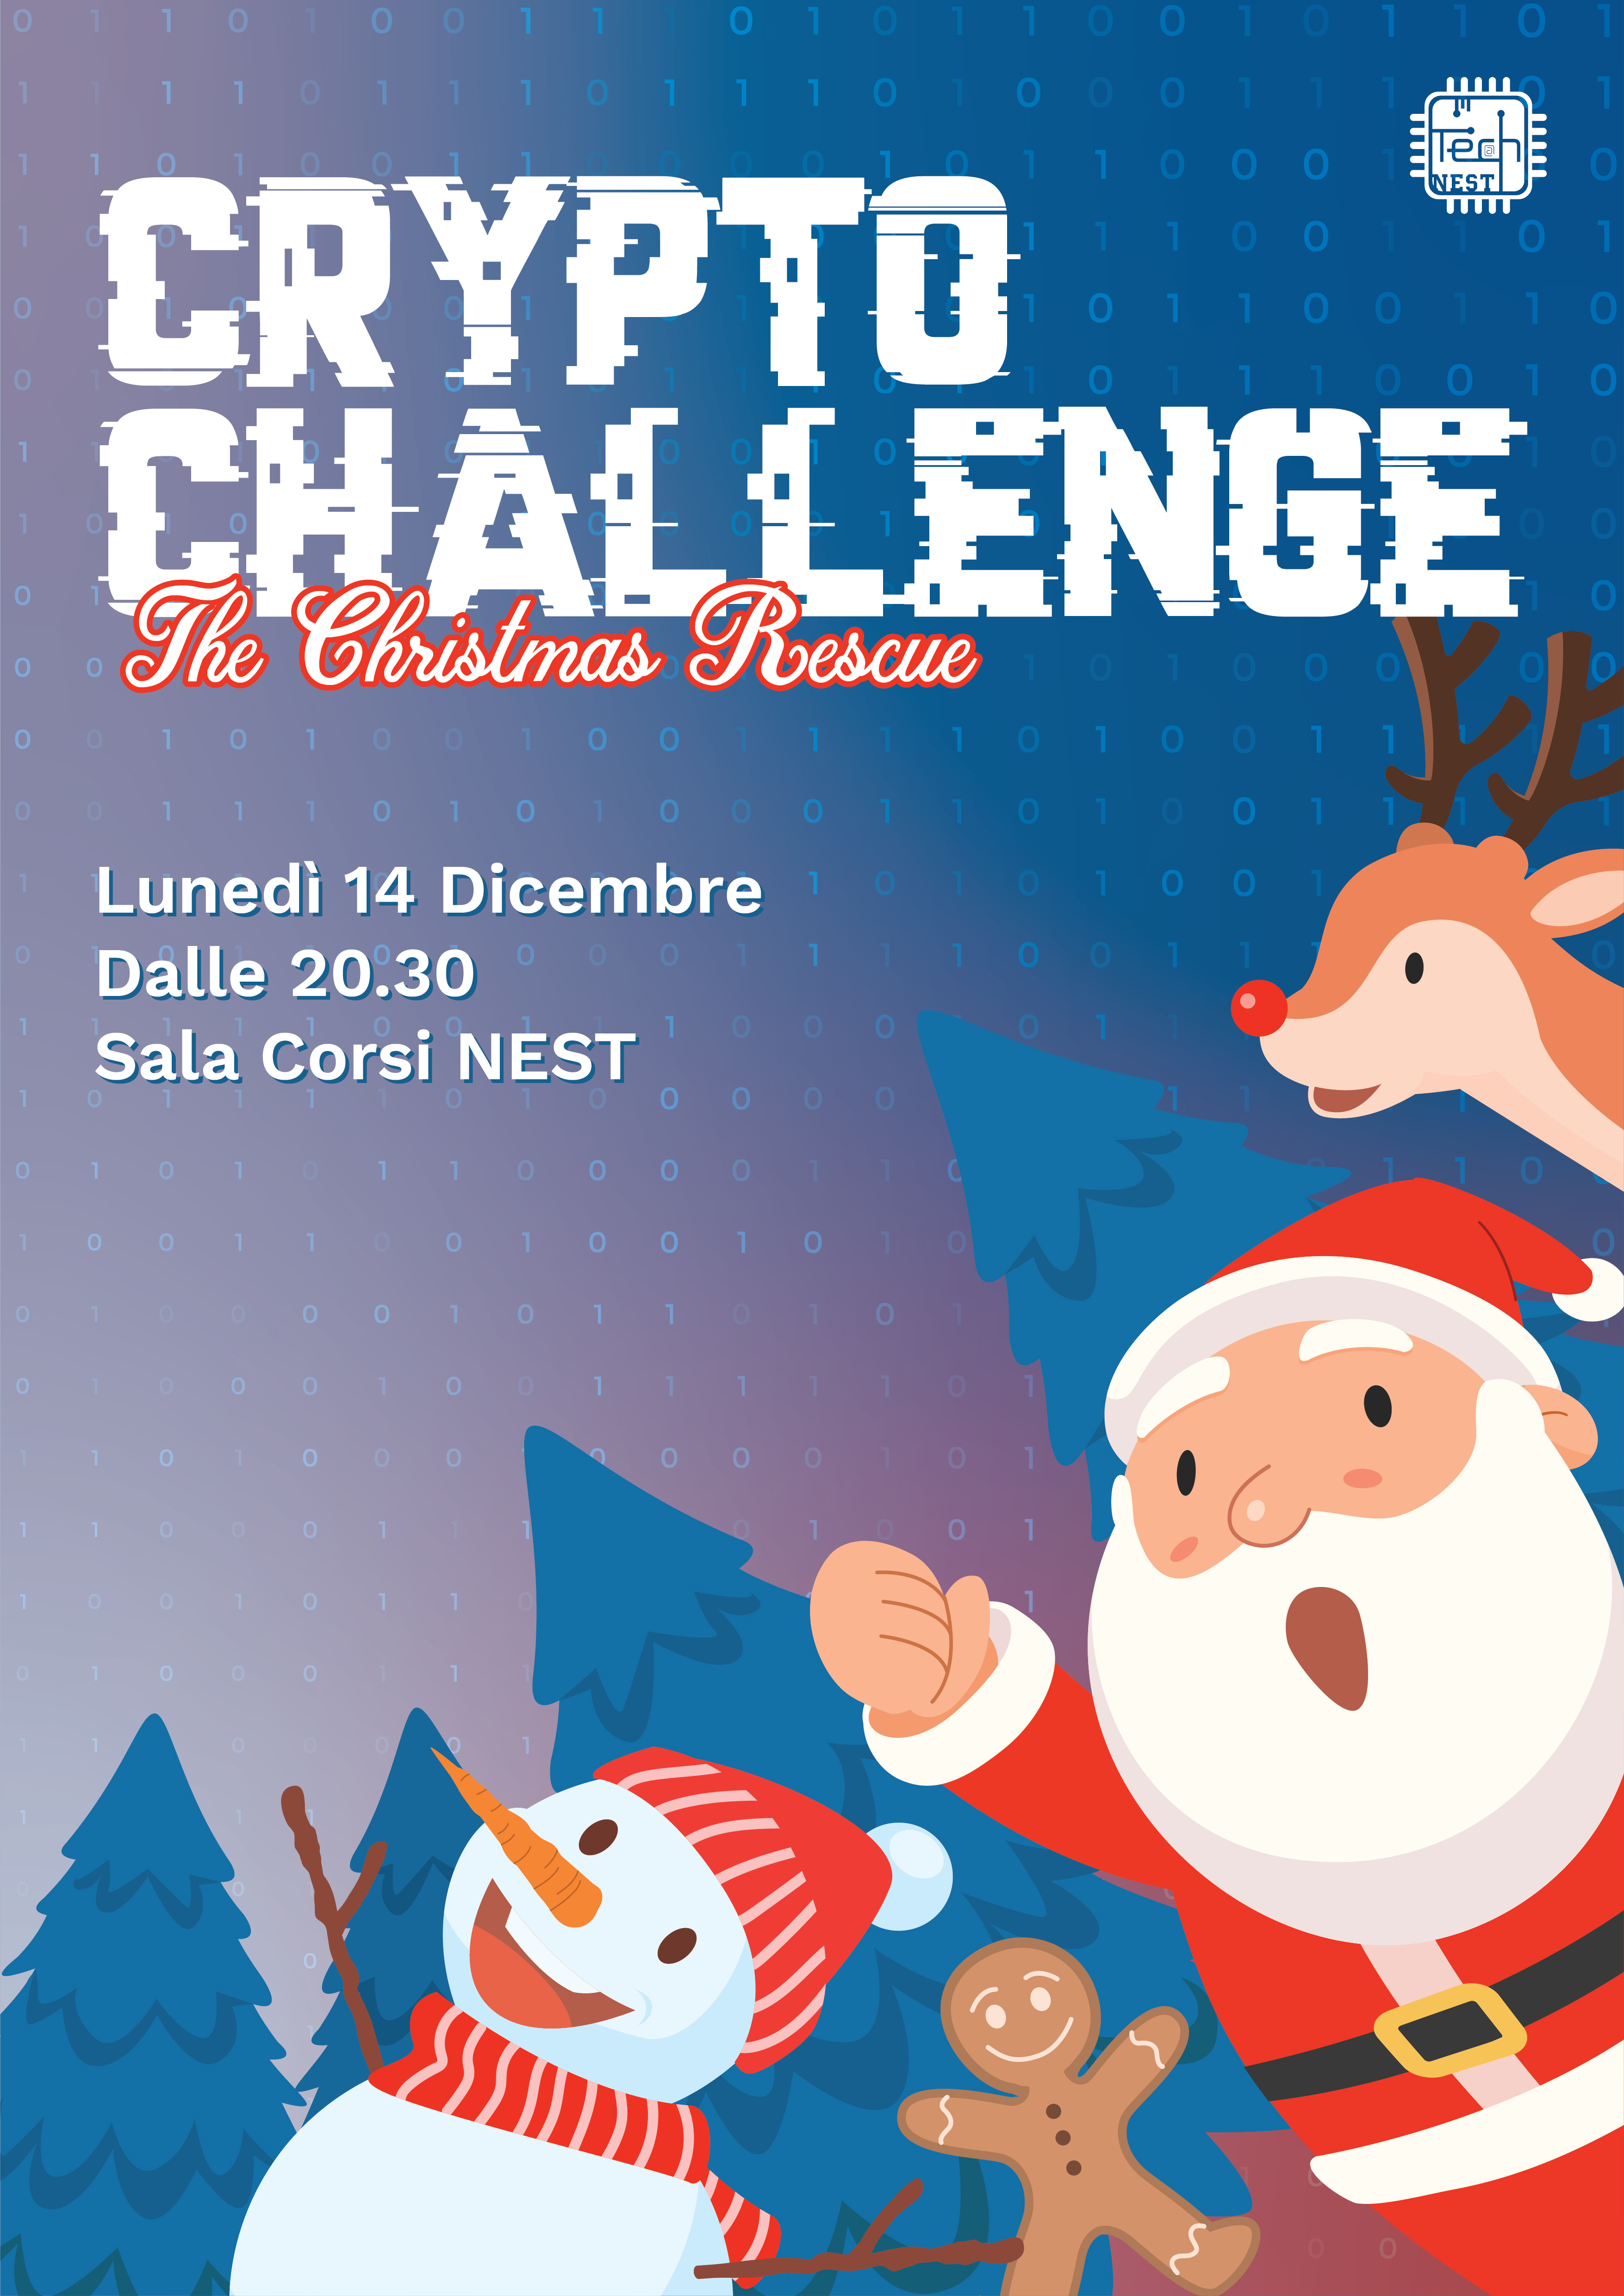 Tech@
NEST
CRYPTO
CHALLENGE
The Christmas Rescue
Lunedì 14 Dicembre
Dalle 20.30
Sala Corsi NEST